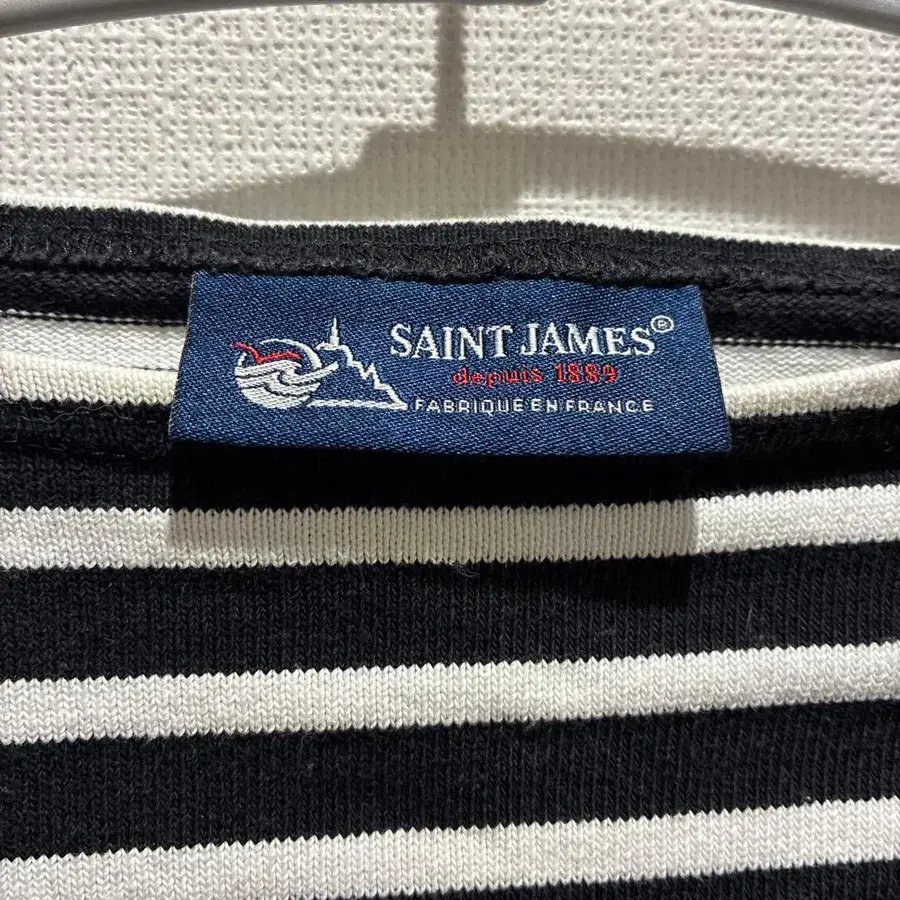 SAINT JAMES®
depuis 1889
FABRIQUE EN FRANCE